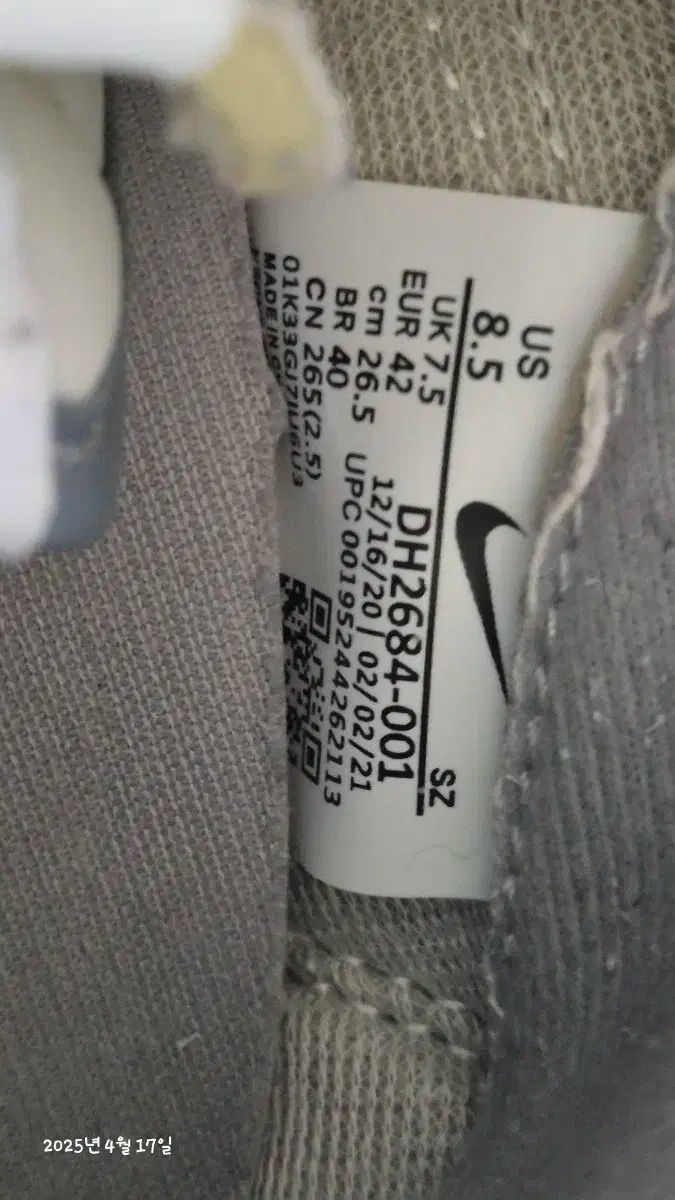 US
8.5
UK 7.5
EUR 42
cm 26.5
BR 40
CN 265(2.5)
MADE IN
SZ
DH2684-001
12/16/20 | 02/02/21
UPC 00195244262113
2025년 4월 17일